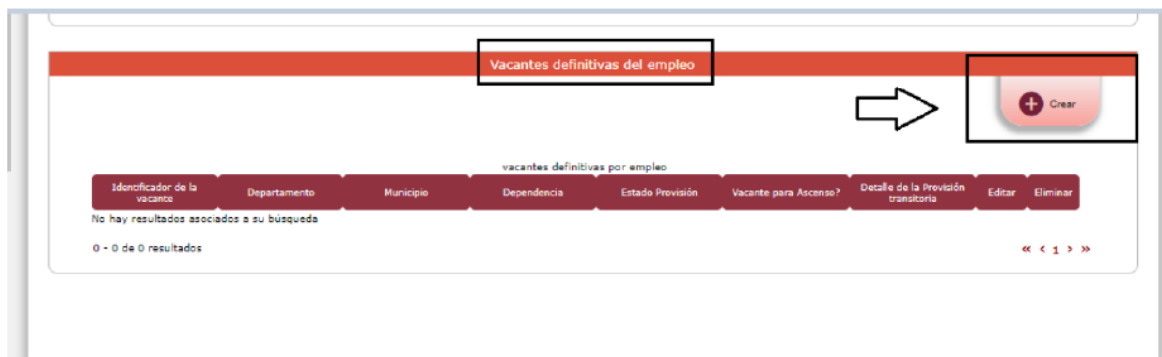 Vacantes definitivas del empleo
Crear
vacantes definitivas por empleo
Identificador de la vacante Departamento Municipio Dependencia Estado Provisión Vacante para Ascenso? Detalle de la Provisión transitoria Editar Eliminar
No hay resultados asociados a su búsqueda
0 - 0 de 0 resultados « ‹ 1 › »